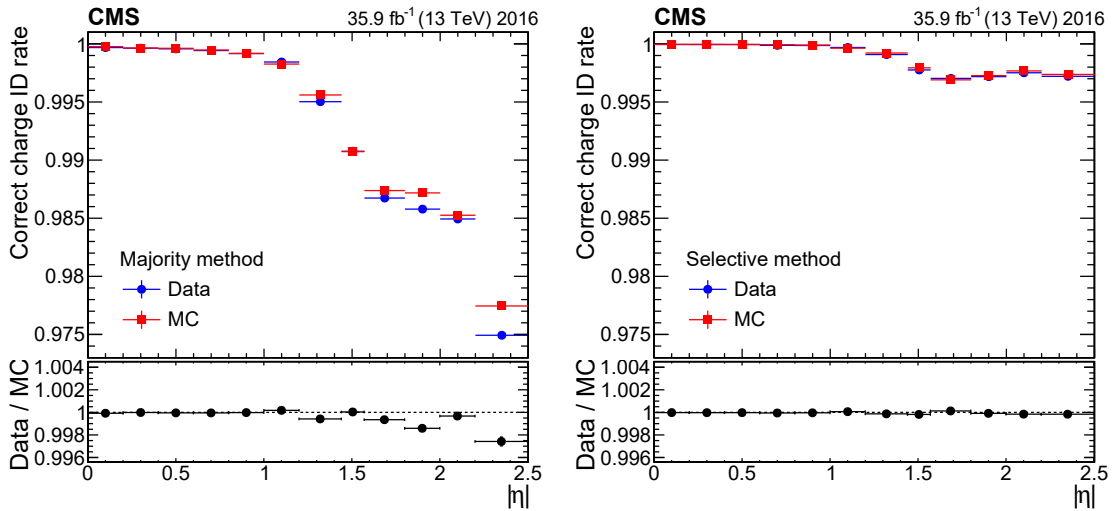 CMS 35.9 fb⁻¹ (13 TeV) 2016
Correct charge ID rate
1
0.995
0.99
0.985
0.98
0.975
Majority method
Data
MC
Data / MC
1.004
1.002
1
0.998
0.996
0 0.5 1 1.5 2 2.5
|η|
CMS 35.9 fb⁻¹ (13 TeV) 2016
Correct charge ID rate
1
0.995
0.99
0.985
0.98
0.975
Selective method
Data
MC
Data / MC
1.004
1.002
1
0.998
0.996
0 0.5 1 1.5 2 2.5
|η|